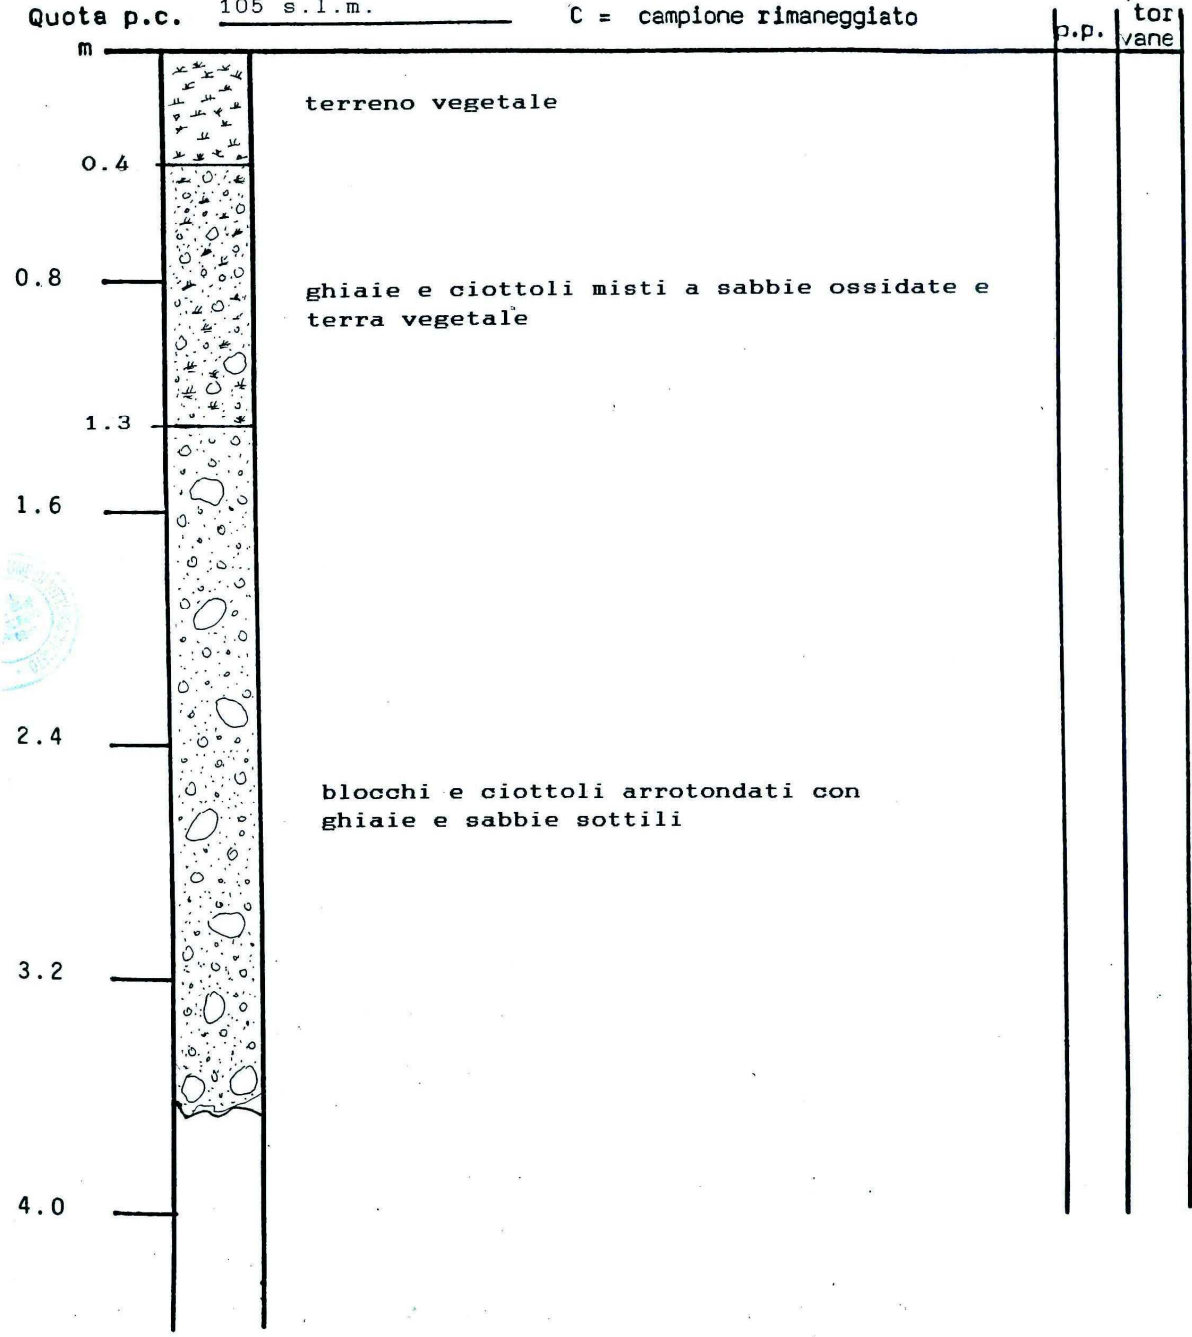 Quota p.c. 105 s.l.m. C = campione rimaneggiato
p.p. tor vane
m
terreno vegetale
0.4
0.8
ghiaie e ciottoli misti a sabbie ossidate e
terra vegetale
1.3
1.6
2.4
blocchi e ciottoli arrotondati con
ghiaie e sabbie sottili
3.2
4.0